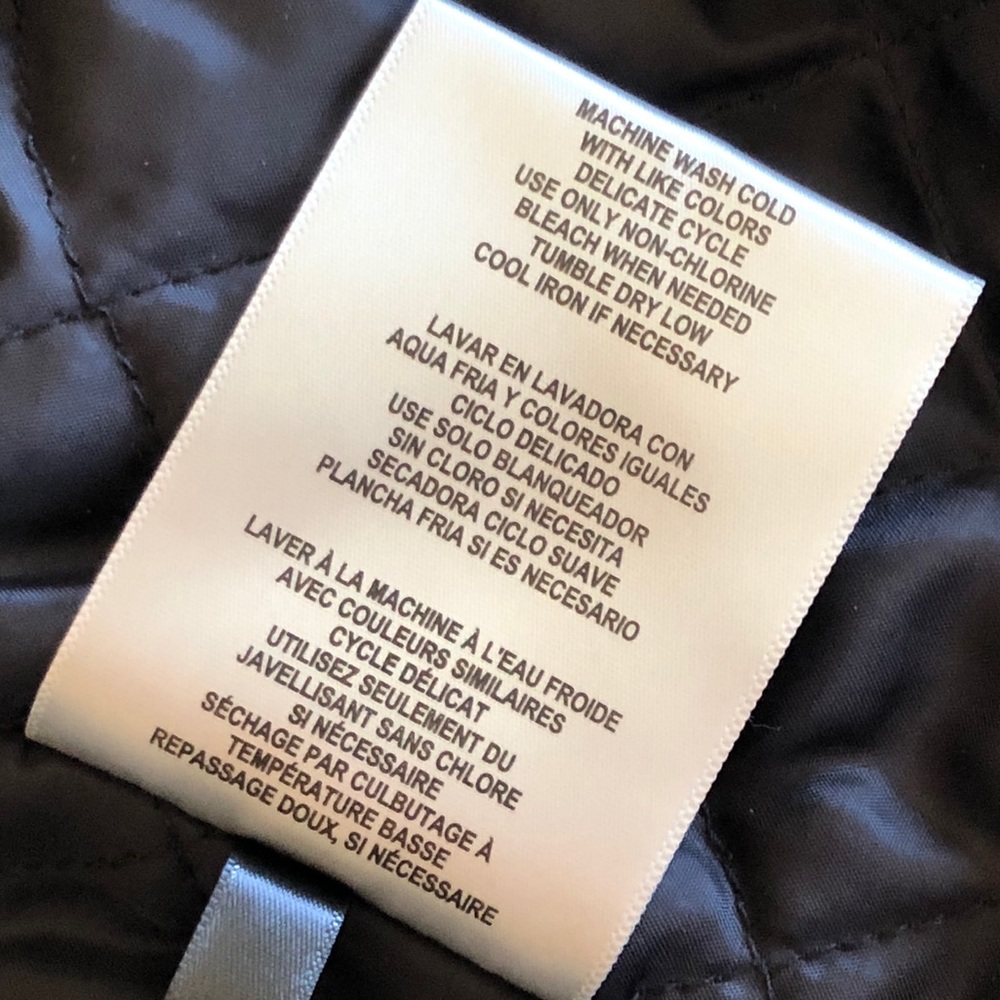 MACHINE WASH COLD
WITH LIKE COLORS
DELICATE CYCLE
USE ONLY NON-CHLORINE
BLEACH WHEN NEEDED
TUMBLE DRY LOW
COOL IRON IF NECESSARY
LAVAR EN LAVADORA CON
AQUA FRIA Y COLORES IGUALES
CICLO DELICADO
USE SOLO BLANQUEADOR
SIN CLORO SI NECESITA
SECADORA CICLO SUAVE
PLANCHA FRIA SI ES NECESARIO
LAVER À LA MACHINE À L'EAU FROIDE
AVEC COULEURS SIMILAIRES
CYCLE DÉLICAT
UTILISEZ SEULEMENT DU
JAVELLISANT SANS CHLORE
SI NÉCESSAIRE
SÉCHAGE PAR CULBUTAGE À
TEMPÉRATURE BASSE
REPASSAGE DOUX, SI NÉCESSAIRE